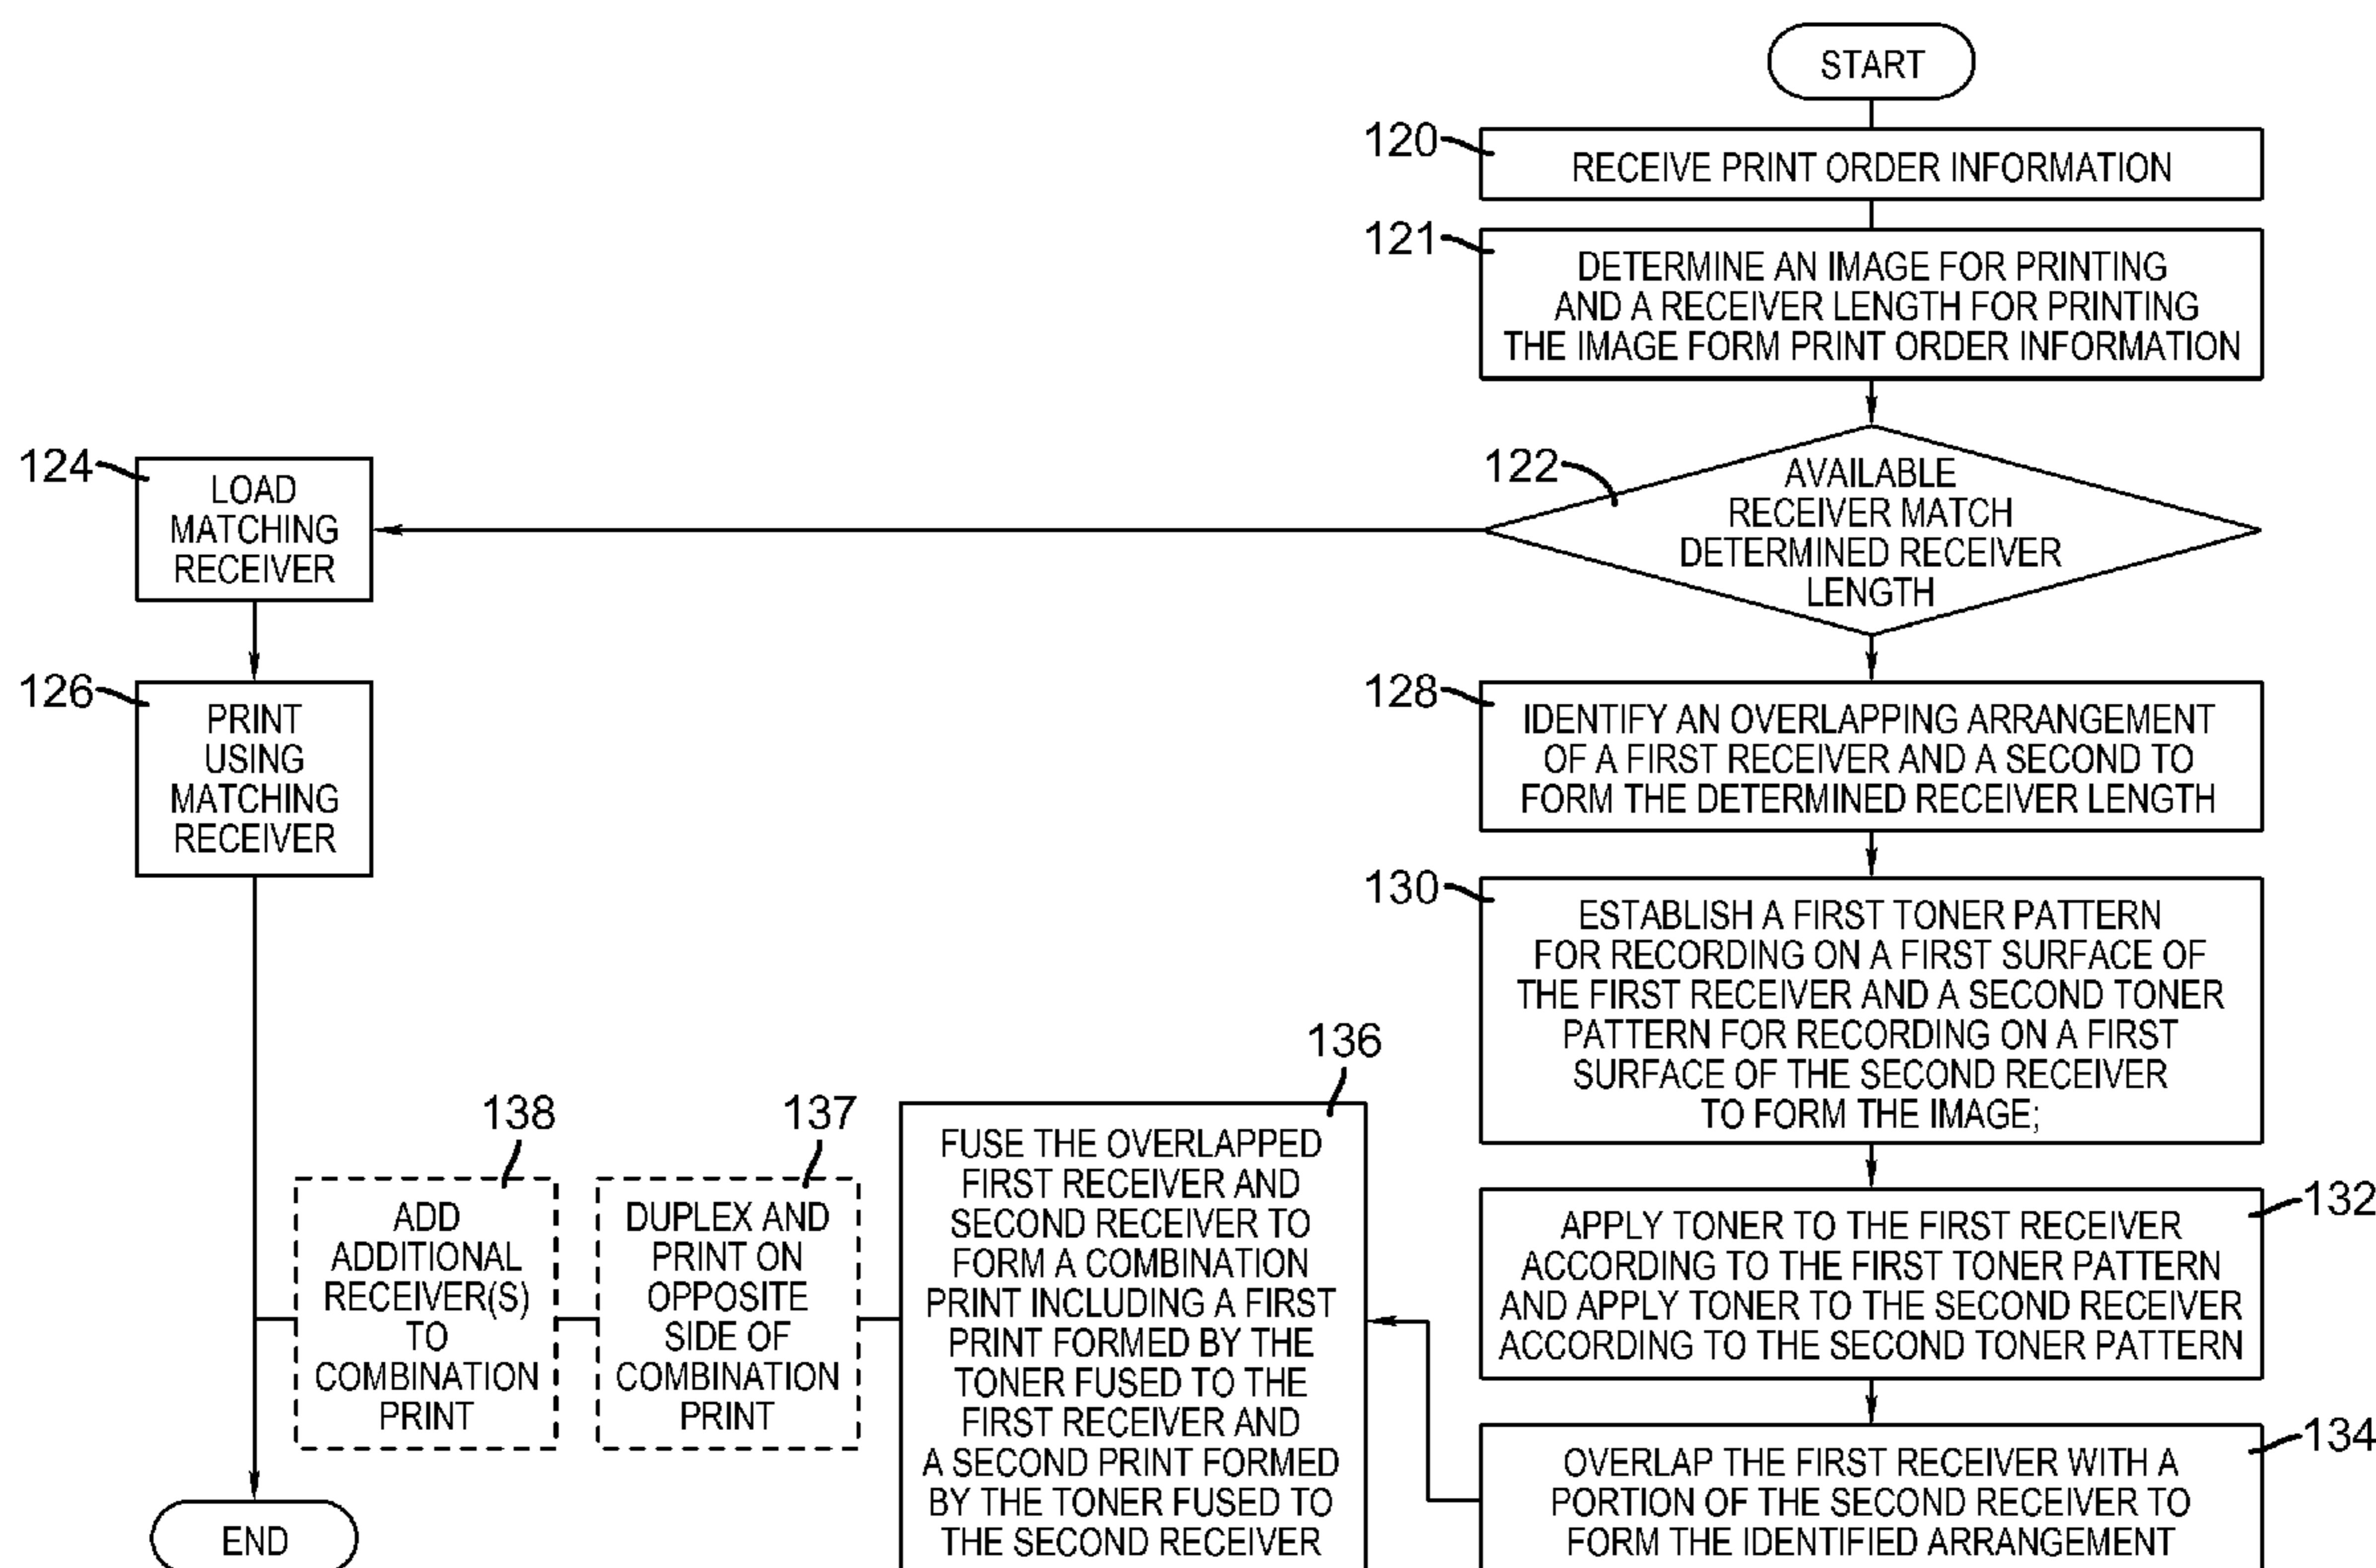 START
120
RECEIVE PRINT ORDER INFORMATION
121
DETERMINE AN IMAGE FOR PRINTING
AND A RECEIVER LENGTH FOR PRINTING
THE IMAGE FORM PRINT ORDER INFORMATION
122
AVAILABLE
RECEIVER MATCH
DETERMINED RECEIVER
LENGTH
124
LOAD
MATCHING
RECEIVER
126
PRINT
USING
MATCHING
RECEIVER
128
IDENTIFY AN OVERLAPPING ARRANGEMENT
OF A FIRST RECEIVER AND A SECOND TO
FORM THE DETERMINED RECEIVER LENGTH
130
ESTABLISH A FIRST TONER PATTERN
FOR RECORDING ON A FIRST SURFACE OF
THE FIRST RECEIVER AND A SECOND TONER
PATTERN FOR RECORDING ON A FIRST
SURFACE OF THE SECOND RECEIVER
TO FORM THE IMAGE;
132
APPLY TONER TO THE FIRST RECEIVER
ACCORDING TO THE FIRST TONER PATTERN
AND APPLY TONER TO THE SECOND RECEIVER
ACCORDING TO THE SECOND TONER PATTERN
134
OVERLAP THE FIRST RECEIVER WITH A
PORTION OF THE SECOND RECEIVER TO
FORM THE IDENTIFIED ARRANGEMENT
136
FUSE THE OVERLAPPED
FIRST RECEIVER AND
SECOND RECEIVER TO
FORM A COMBINATION
PRINT INCLUDING A FIRST
PRINT FORMED BY THE
TONER FUSED TO THE
FIRST RECEIVER AND
A SECOND PRINT FORMED
BY THE TONER FUSED TO
THE SECOND RECEIVER
137
DUPLEX AND
PRINT ON
OPPOSITE
SIDE OF
COMBINATION
PRINT
138
ADD
ADDITIONAL
RECEIVER(S)
TO
COMBINATION
PRINT
END